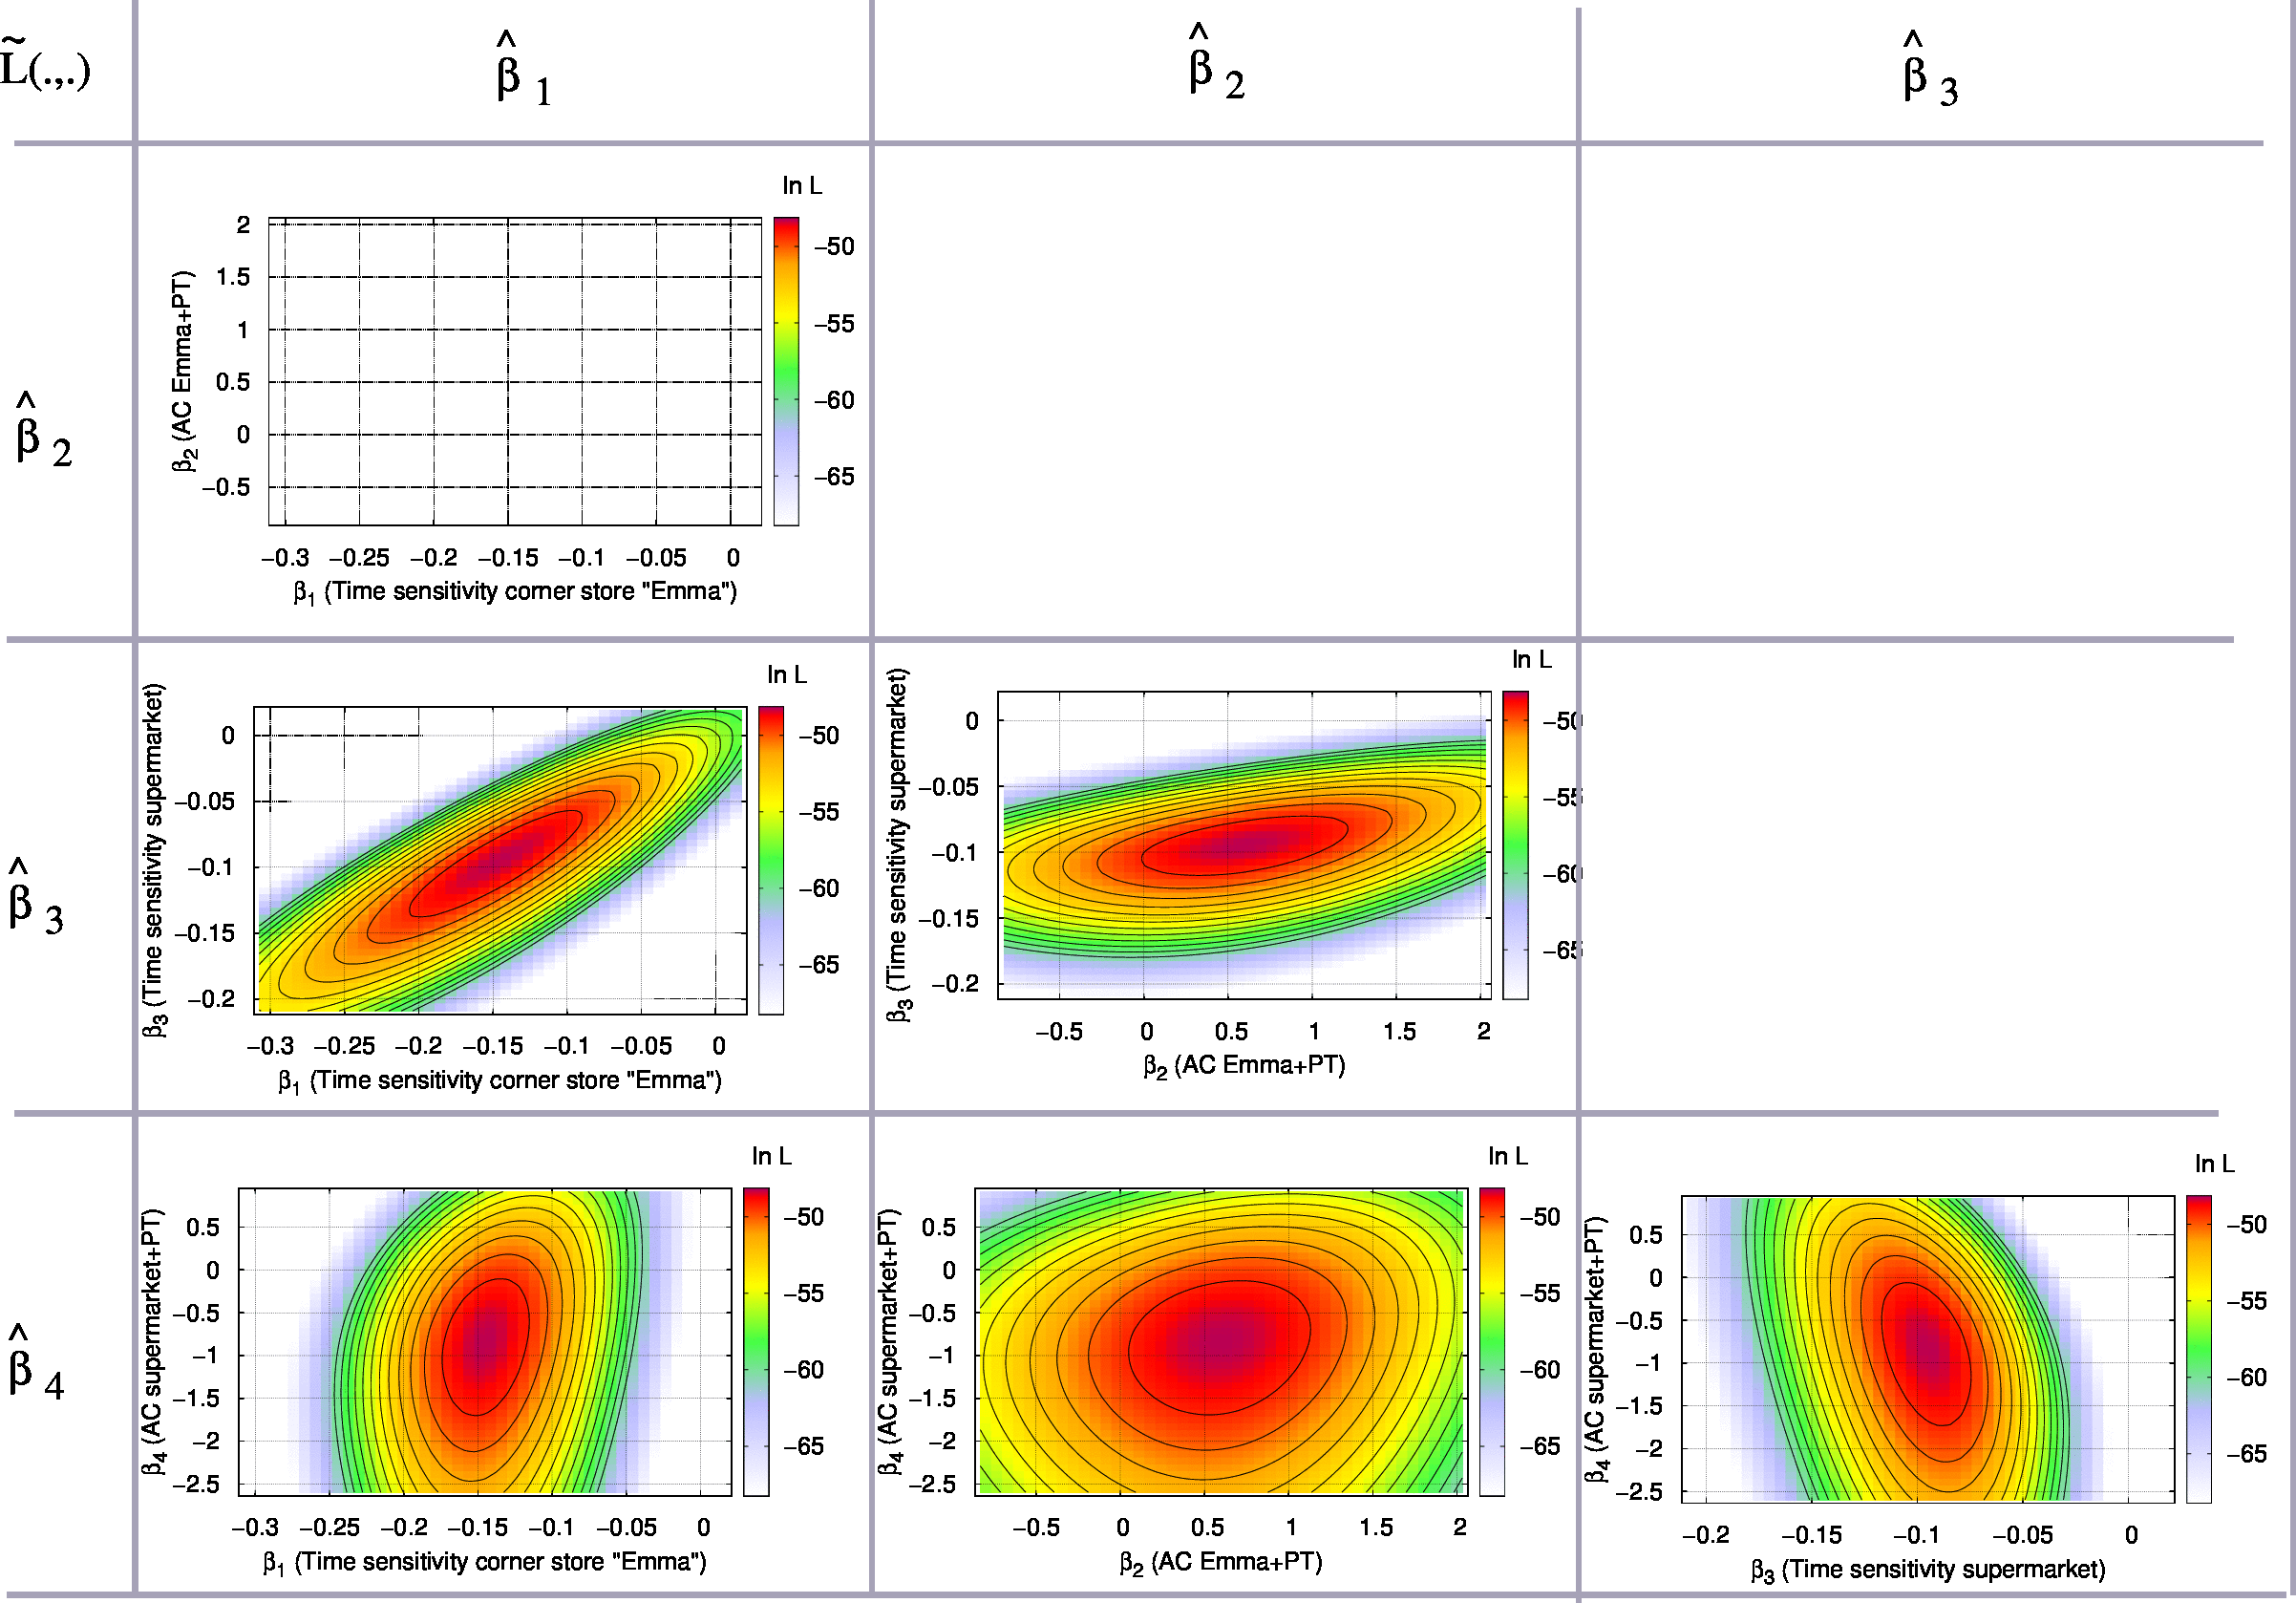 L̃(.,.)
β̂ 1
β̂ 2
β̂ 3
β̂ 2
ln L
2
1.5
1
0.5
0
−0.5
β2 (AC Emma+PT)
−50
−55
−60
−65
−0.3 −0.25 −0.2 −0.15 −0.1 −0.05 0
β1 (Time sensitivity corner store "Emma")
β̂ 3
ln L
0
−0.05
−0.1
−0.15
−0.2
β3 (Time sensitivity supermarket)
−50
−55
−60
−65
−0.3 −0.25 −0.2 −0.15 −0.1 −0.05 0
β1 (Time sensitivity corner store "Emma")
ln L
0
−0.05
−0.1
−0.15
−0.2
β3 (Time sensitivity supermarket)
−50
−55
−60
−65
−0.5 0 0.5 1 1.5 2
β2 (AC Emma+PT)
β̂ 4
ln L
0.5
0
−0.5
−1
−1.5
−2
−2.5
β4 (AC supermarket+PT)
−50
−55
−60
−65
−0.3 −0.25 −0.2 −0.15 −0.1 −0.05 0
β1 (Time sensitivity corner store "Emma")
ln L
0.5
0
−0.5
−1
−1.5
−2
−2.5
β4 (AC supermarket+PT)
−50
−55
−60
−65
−0.5 0 0.5 1 1.5 2
β2 (AC Emma+PT)
ln L
0.5
0
−0.5
−1
−1.5
−2
−2.5
β4 (AC supermarket+PT)
−50
−55
−60
−65
−0.2 −0.15 −0.1 −0.05 0
β3 (Time sensitivity supermarket)